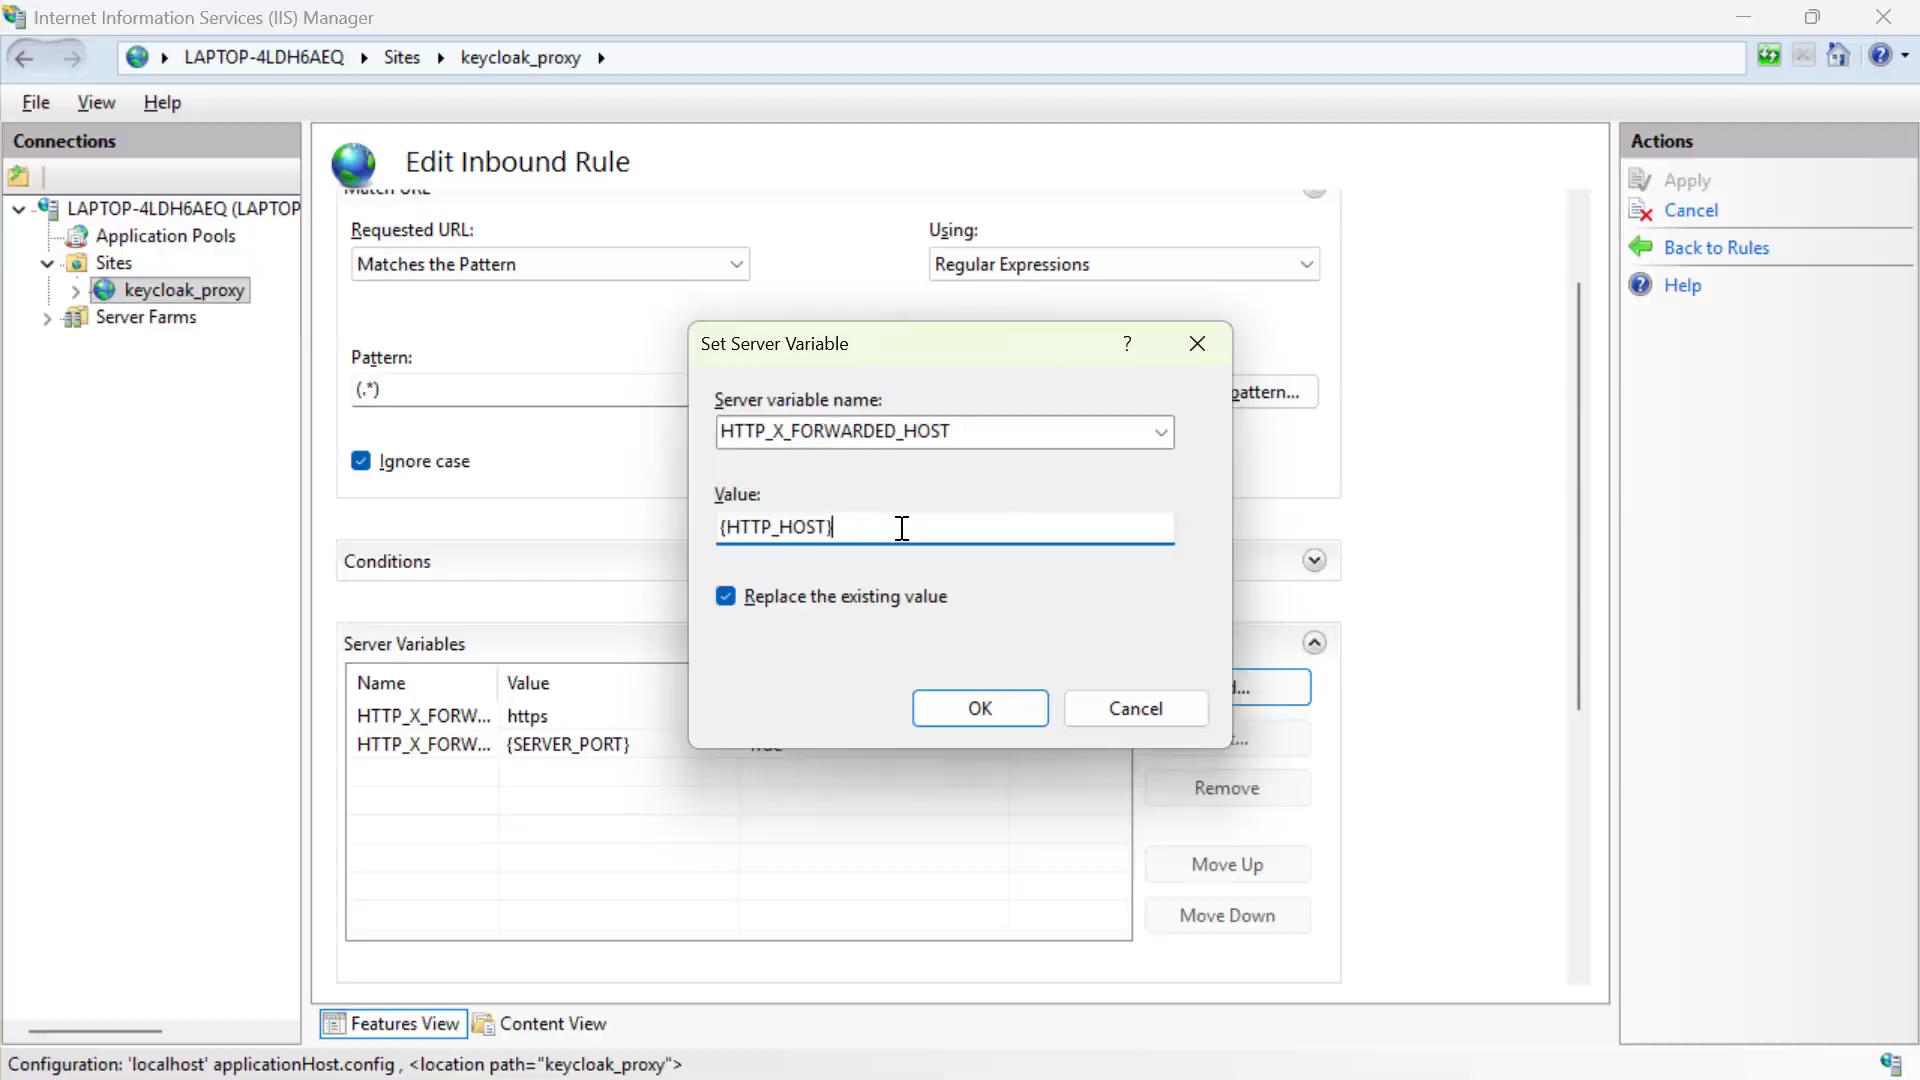 Internet Information Services (IIS) Manager
LAPTOP-4LDH6AEQ
Sites
keycloak_proxy
File
View
Help
Connections
LAPTOP-4LDH6AEQ (LAPTOP
Application Pools
Sites
keycloak_proxy
Server Farms
Edit Inbound Rule
Match URL
Requested URL:
Using:
Matches the Pattern
Regular Expressions
Pattern:
(.*)
pattern...
Ignore case
Conditions
Server Variables
Name
Value
HTTP_X_FORW...
https
HTTP_X_FORW...
{SERVER_PORT}
Remove
Move Up
Move Down
Set Server Variable
?
Server variable name:
HTTP_X_FORWARDED_HOST
Value:
{HTTP_HOST}
Replace the existing value
OK
Cancel
Actions
Apply
Cancel
Back to Rules
Help
Features View
Content View
Configuration: 'localhost' applicationHost.config , <location path="keycloak_proxy">